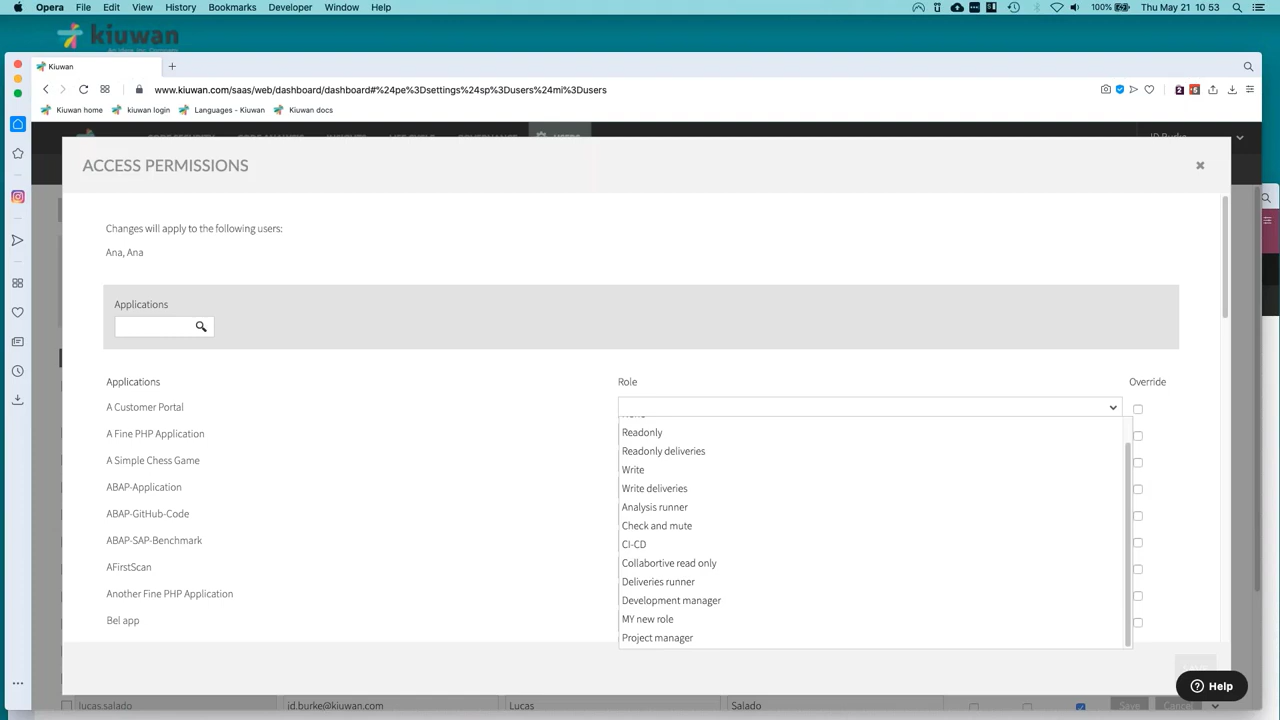 Opera File Edit View History Bookmarks Developer Window Help 100% Thu May 21 10 53
kiuwan
Kiuwan
www.kiuwan.com/saas/web/dashboard/dashboard#%24pe%3Dsettings%24sp%3Dusers%24mi%3Dusers
Kiuwan home kiuwan login Languages - Kiuwan Kiuwan docs
ACCESS PERMISSIONS
Changes will apply to the following users:
Ana, Ana
Applications
Applications Role Override
A Customer Portal
A Fine PHP Application
Readonly
A Simple Chess Game
Readonly deliveries
Write
ABAP-Application
Write deliveries
ABAP-GitHub-Code
Analysis runner
Check and mute
ABAP-SAP-Benchmark
CI-CD
AFirstScan
Collabortive read only
Deliveries runner
Another Fine PHP Application
Development manager
Bel app
MY new role
Project manager
Help
lucas.salado jd.burke@kiuwan.com Lucas Salado Save Cancel